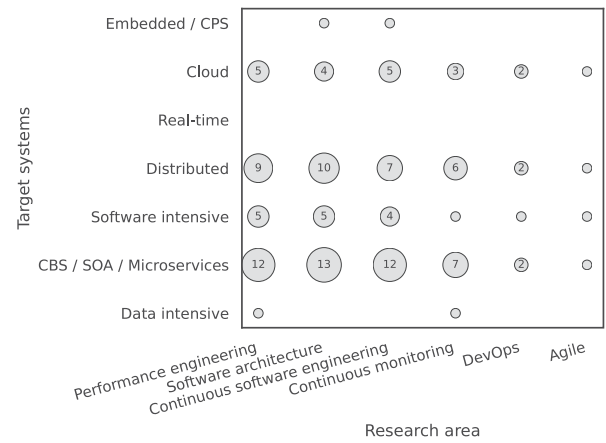 Target systems
Embedded / CPS
Cloud 5 4 5 3 2
Real-time
Distributed 9 10 7 6 2
Software intensive 5 5 4
CBS / SOA / Microservices 12 13 12 7 2
Data intensive
Performance engineering
Software architecture
Continuous software engineering
Continuous monitoring
DevOps
Agile
Research area